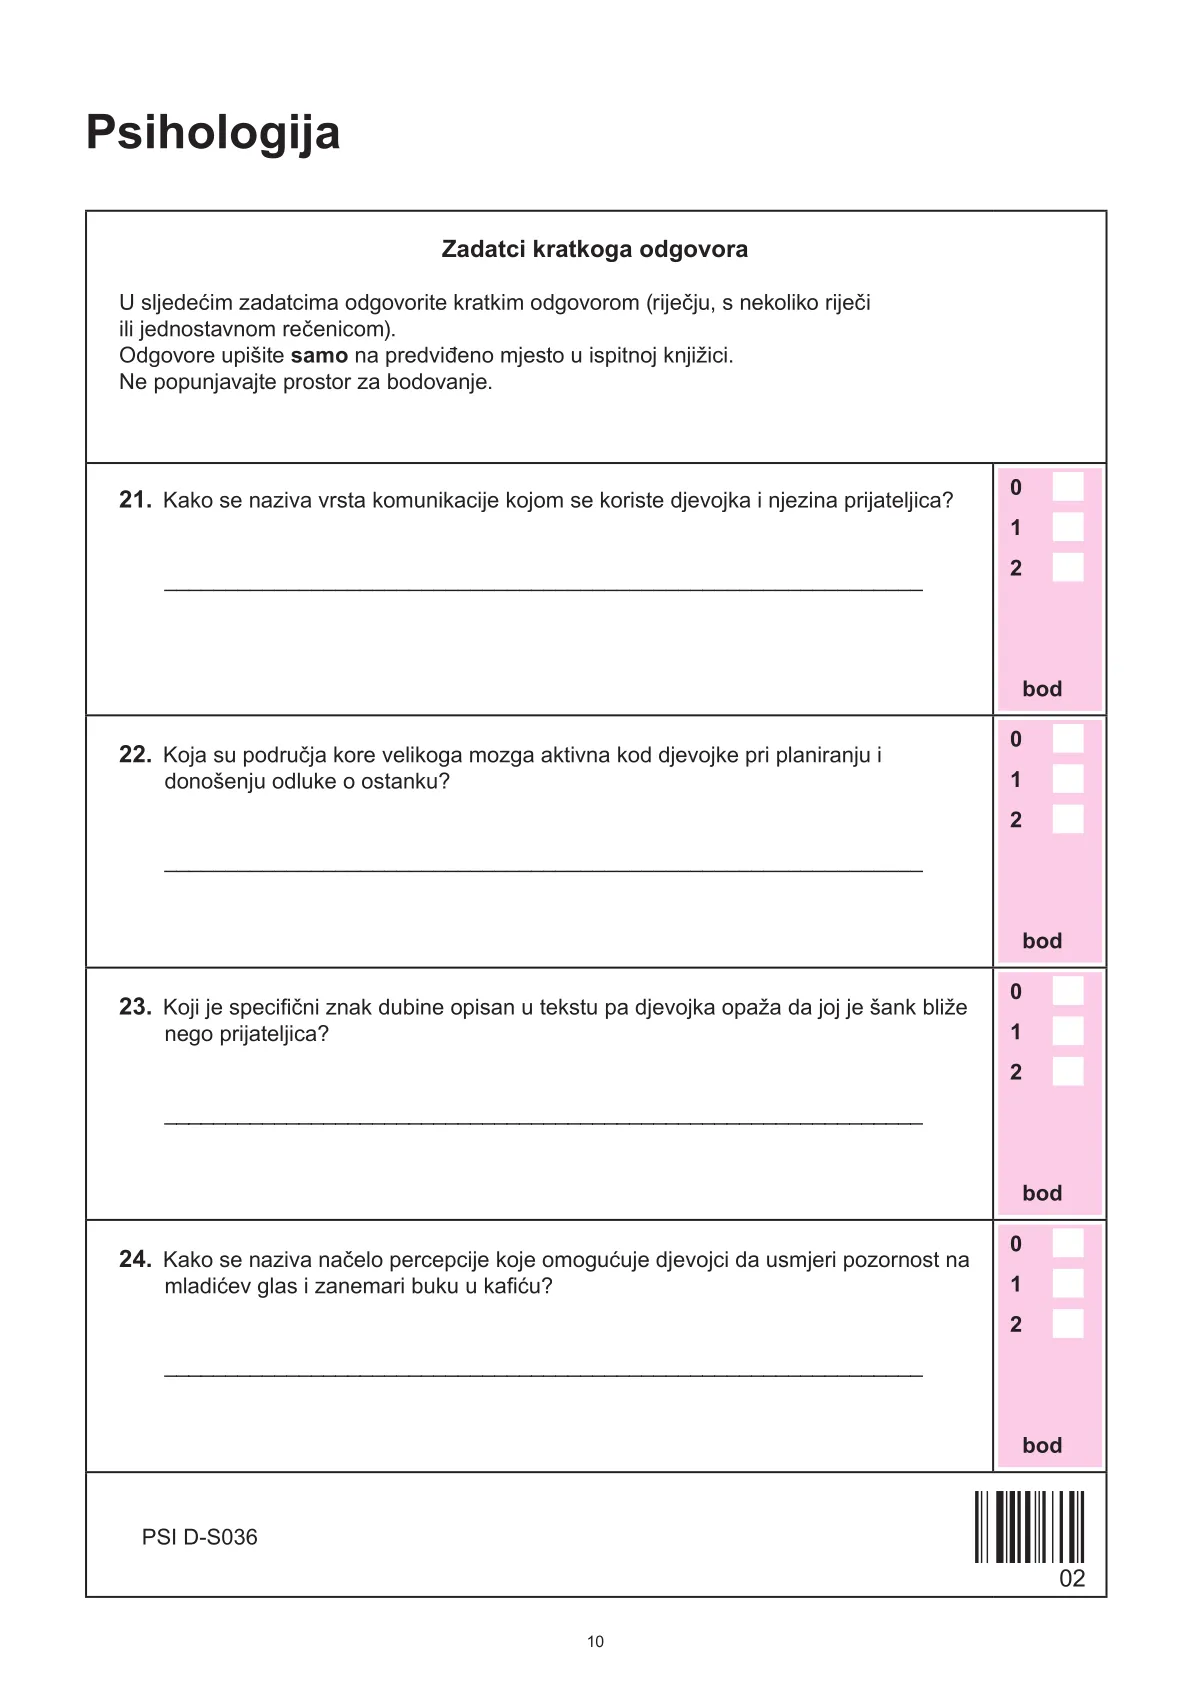 Psihologija
Zadatci kratkoga odgovora
U sljedećim zadatcima odgovorite kratkim odgovorom (riječju, s nekoliko riječi
ili jednostavnom rečenicom).
Odgovore upišite samo na predviđeno mjesto u ispitnoj knjižici.
Ne popunjavajte prostor za bodovanje.
21. Kako se naziva vrsta komunikacije kojom se koriste djevojka i njezina prijateljica?
0
1
2
bod
22. Koja su područja kore velikoga mozga aktivna kod djevojke pri planiranju i
donošenju odluke o ostanku?
0
1
2
bod
23. Koji je specifični znak dubine opisan u tekstu pa djevojka opaža da joj je šank bliže
nego prijateljica?
0
1
2
bod
24. Kako se naziva načelo percepcije koje omogućuje djevojci da usmjeri pozornost na
mladićev glas i zanemari buku u kafiću?
0
1
2
bod
PSI D-S036
02
10